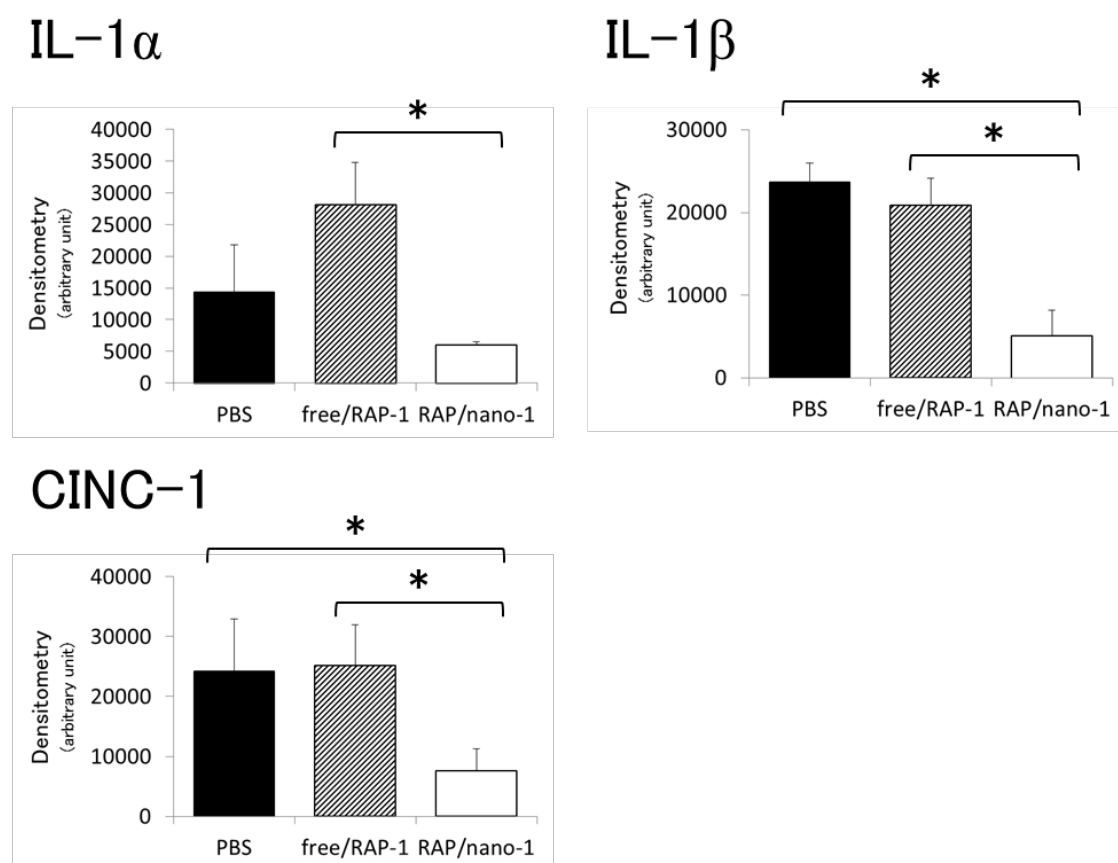 IL-1α
*
40000
35000
30000
25000
20000
15000
10000
5000
0
Densitometry
(arbitrary unit)
PBS free/RAP-1 RAP/nano-1
IL-1β
*
*
30000
20000
10000
0
Densitometry
(arbitrary unit)
PBS free/RAP-1 RAP/nano-1
CINC-1
*
*
40000
30000
20000
10000
0
Densitometry
(arbitrary unit)
PBS free/RAP-1 RAP/nano-1